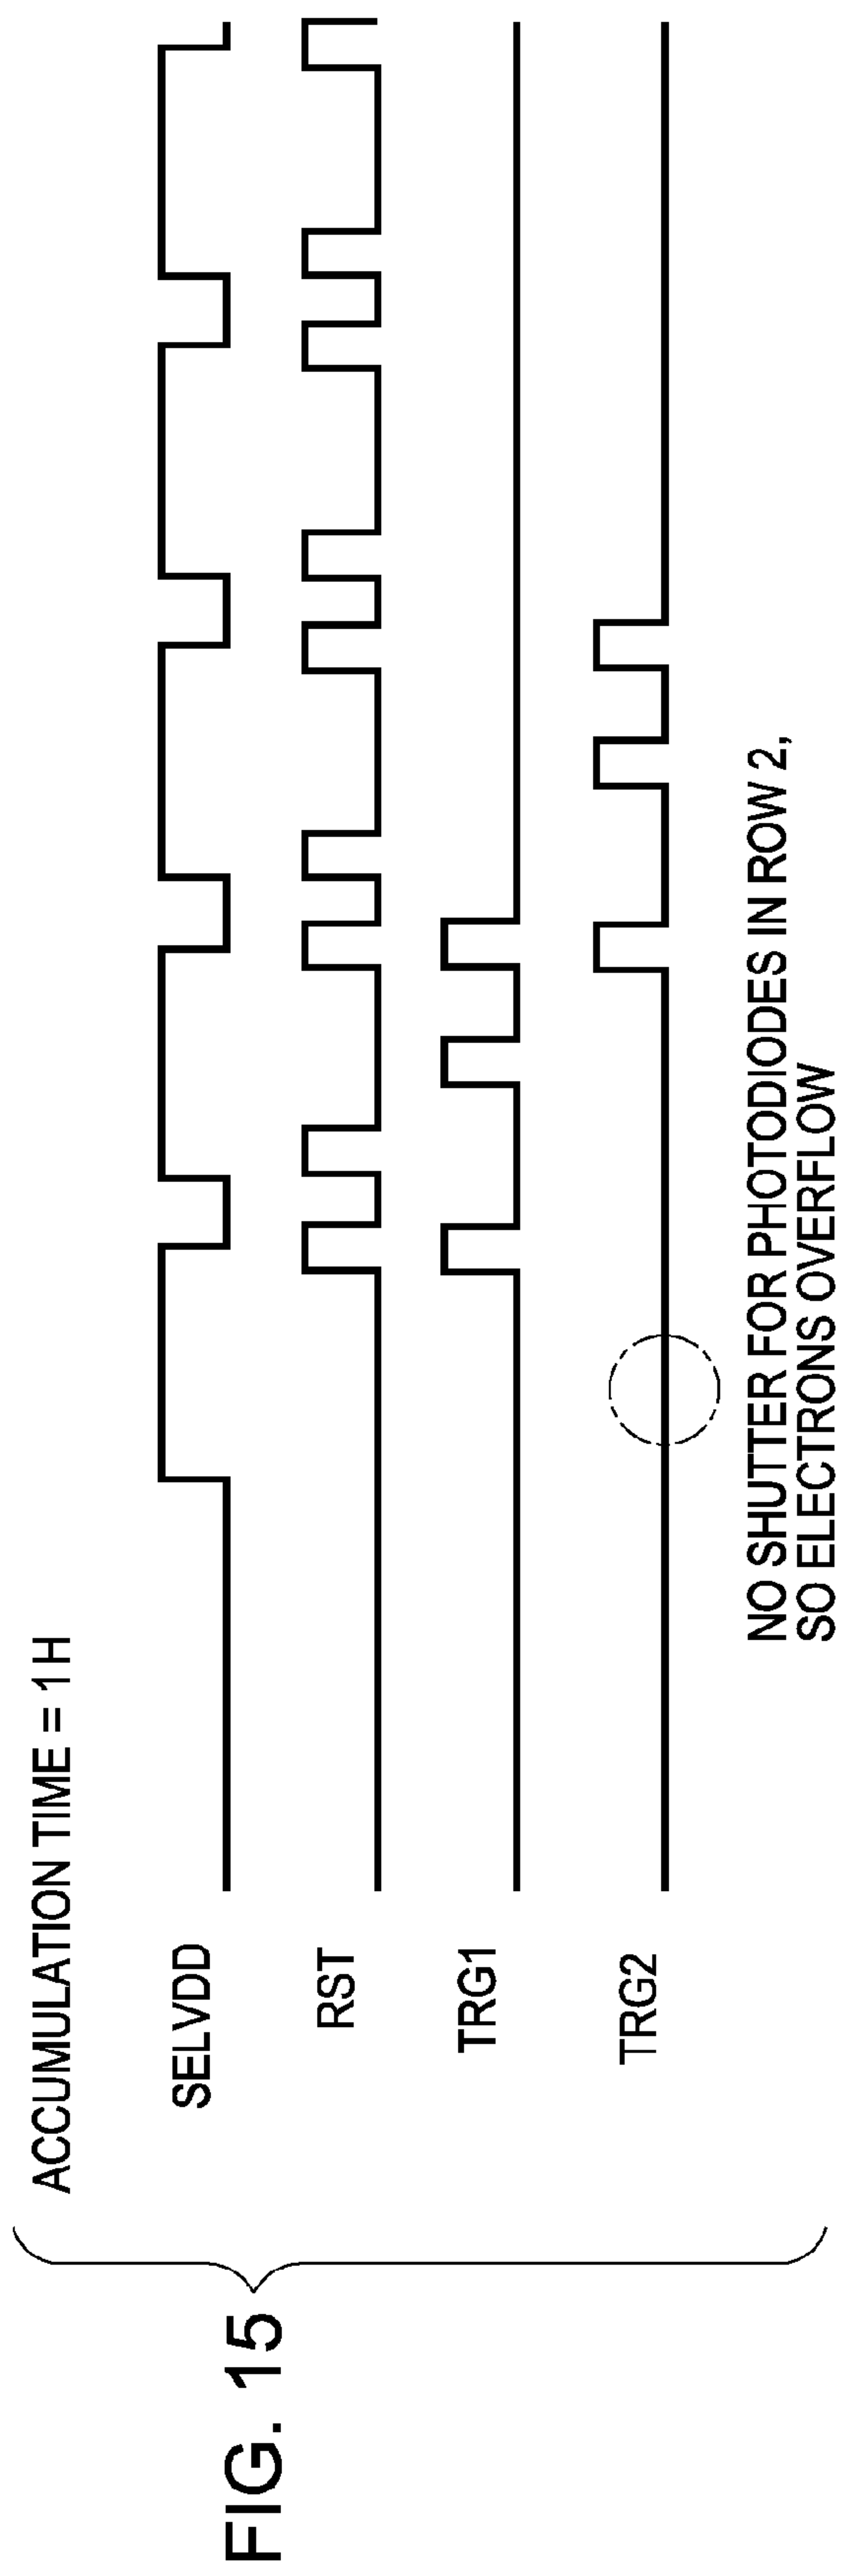 FIG. 15
ACCUMULATION TIME = 1H
SELVDD
RST
TRG1
TRG2
NO SHUTTER FOR PHOTODIODES IN ROW 2,
SO ELECTRONS OVERFLOW